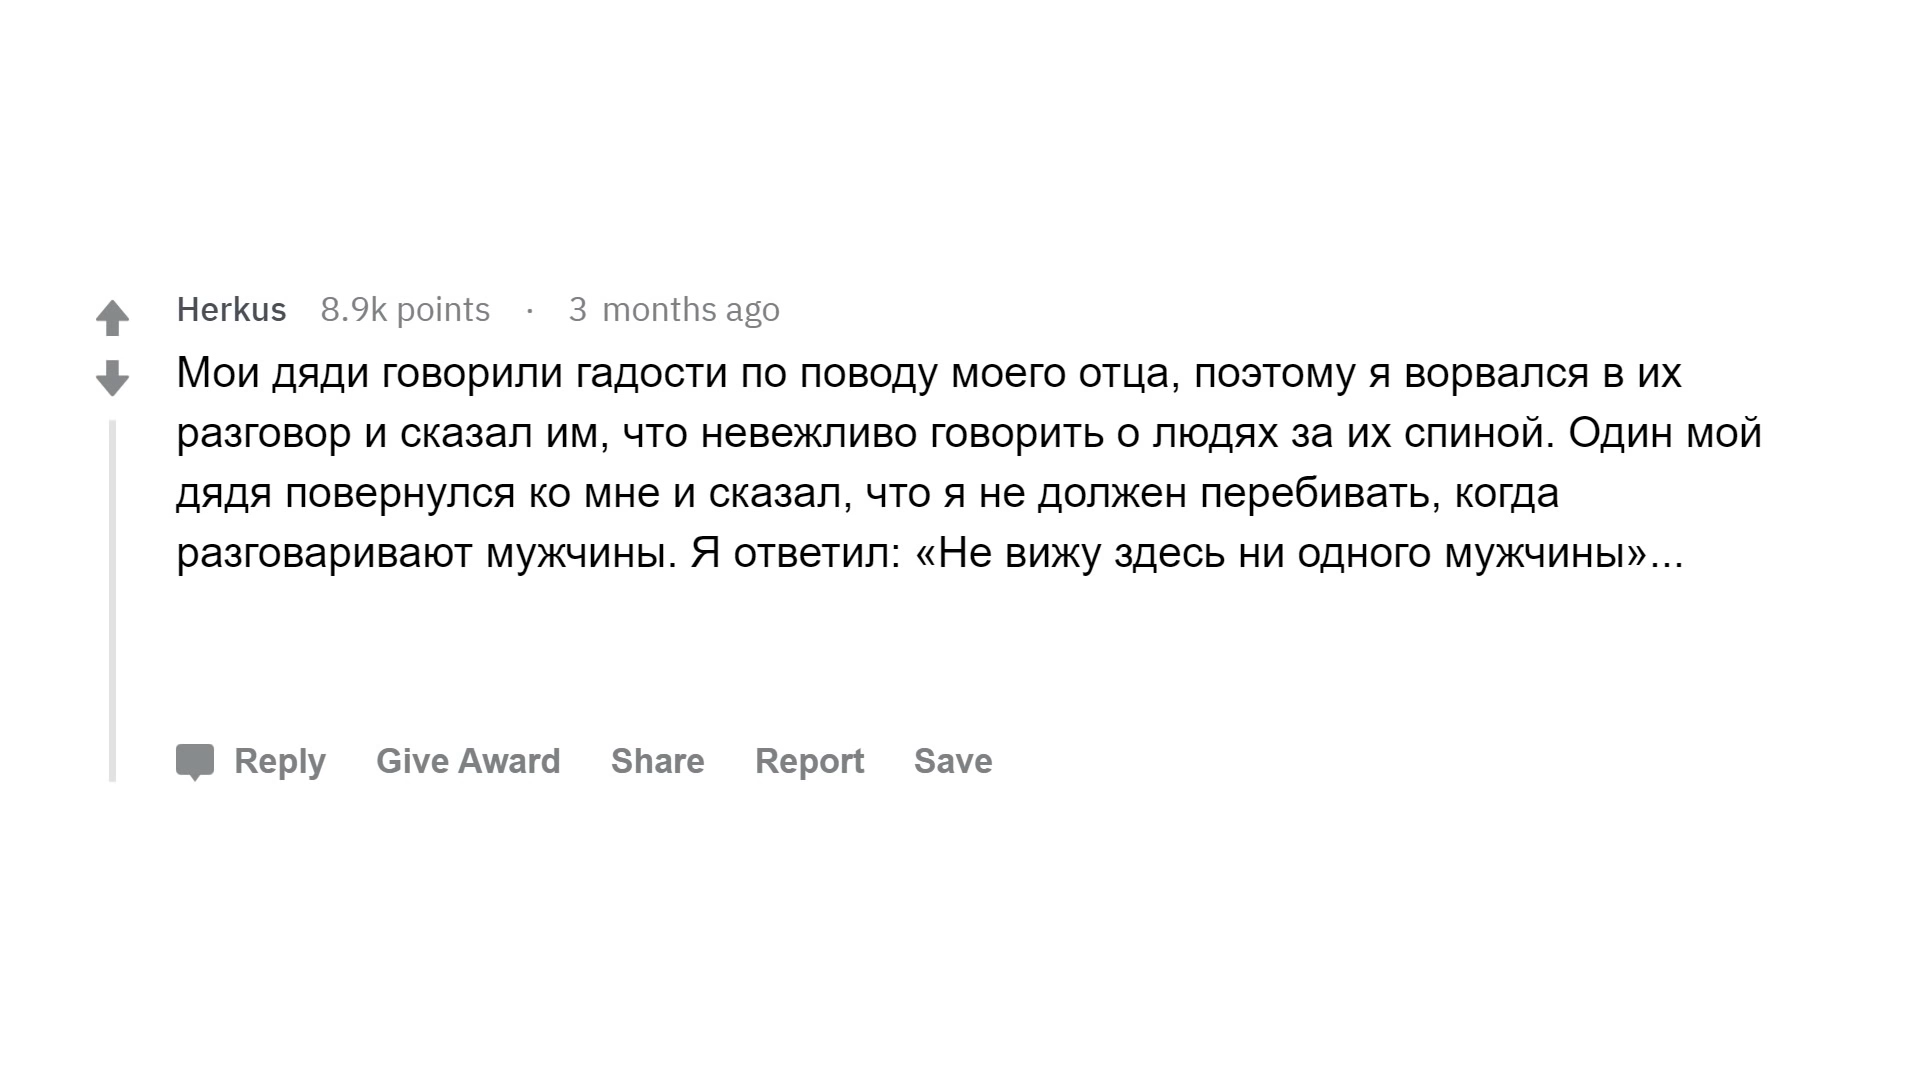 Herkus 8.9k points · 3 months ago
Мои дяди говорили гадости по поводу моего отца, поэтому я ворвался в их
разговор и сказал им, что невежливо говорить о людях за их спиной. Один мой
дядя повернулся ко мне и сказал, что я не должен перебивать, когда
разговаривают мужчины. Я ответил: «Не вижу здесь ни одного мужчины»...
Reply Give Award Share Report Save